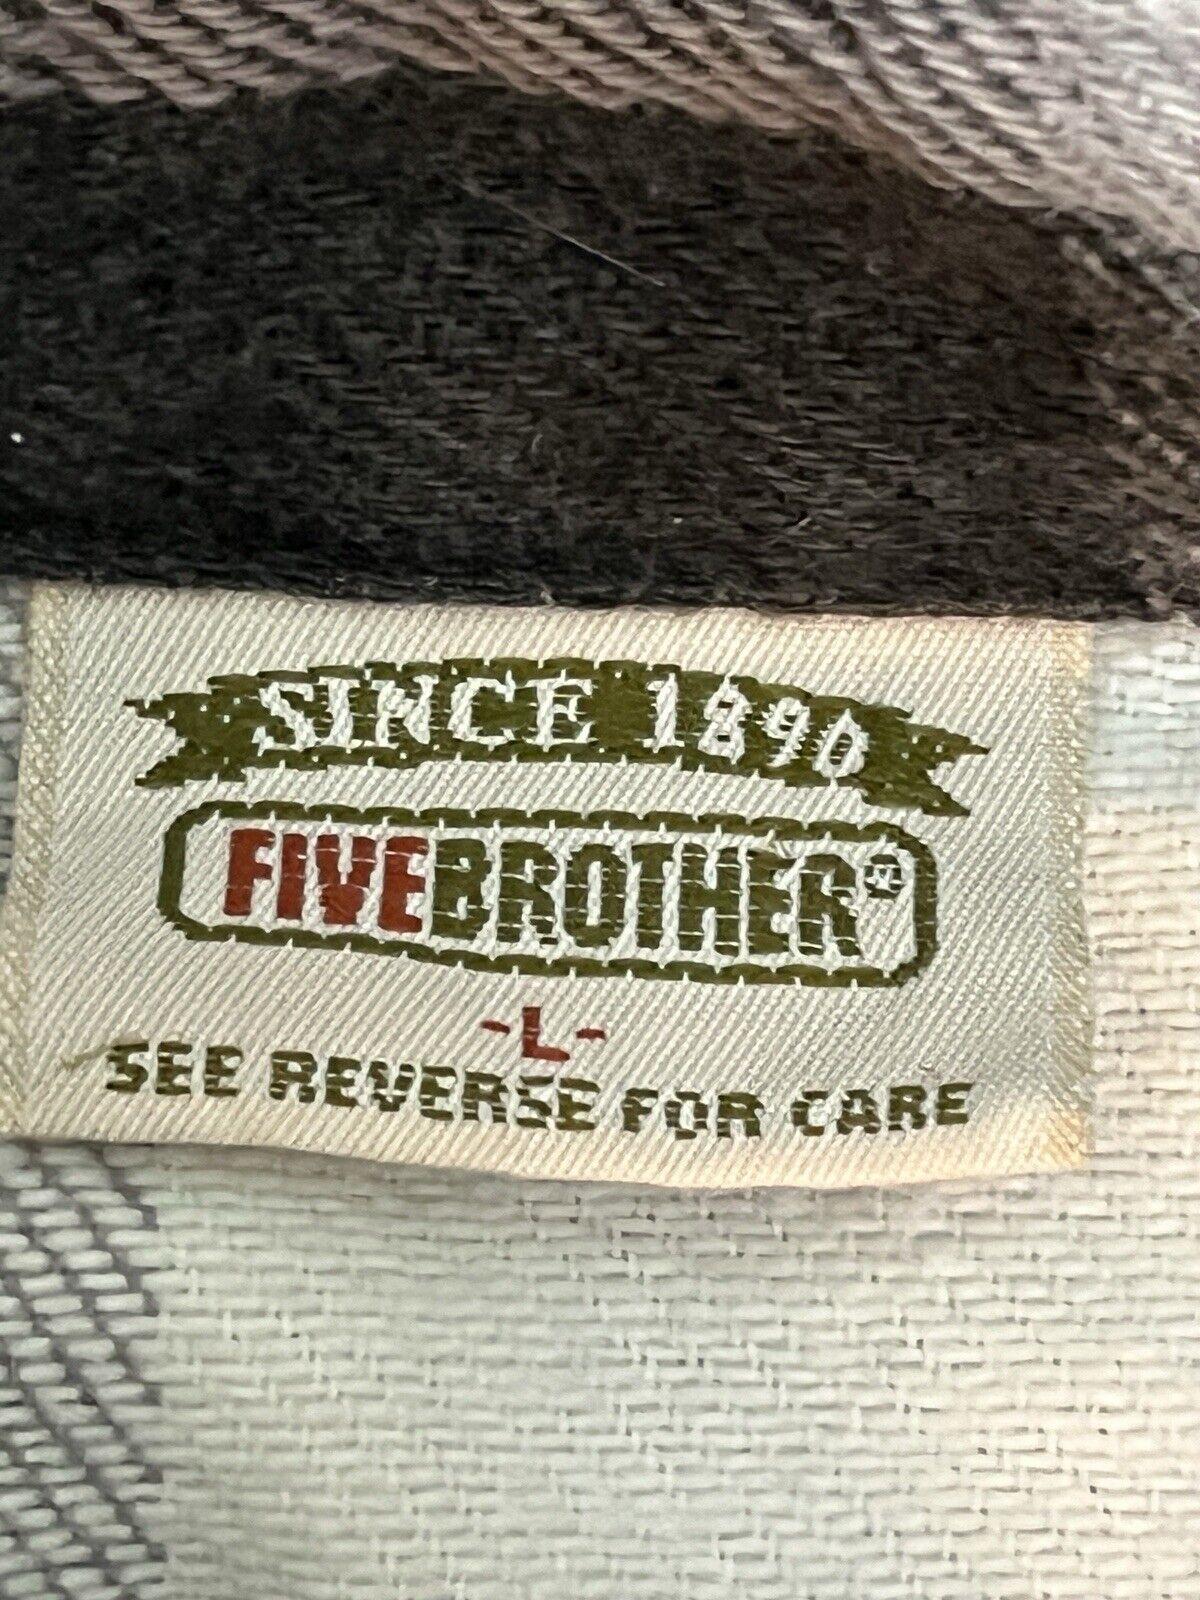 SINCE 1890
FIVEBROTHER®
-L-
SEE REVERSE FOR CARE